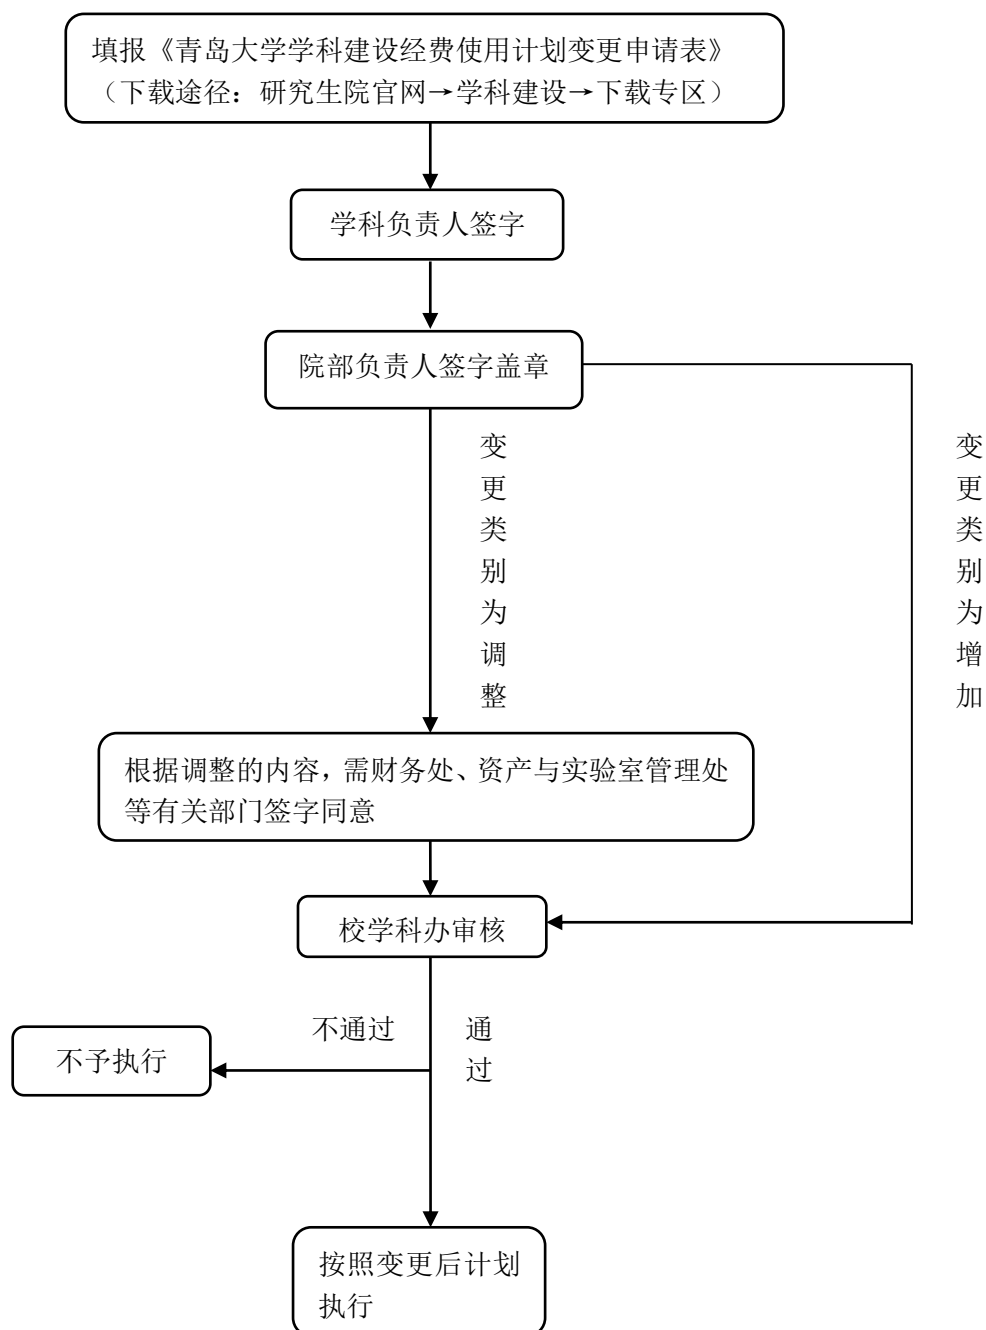 填报《青岛大学学科建设经费使用计划变更申请表》
（下载途径：研究生院官网→学科建设→下载专区）
学科负责人签字
院部负责人签字盖章
变更类别为调整
变更类别为增加
根据调整的内容，需财务处、资产与实验室管理处
等有关部门签字同意
校学科办审核
不通过
通过
不予执行
按照变更后计划
执行